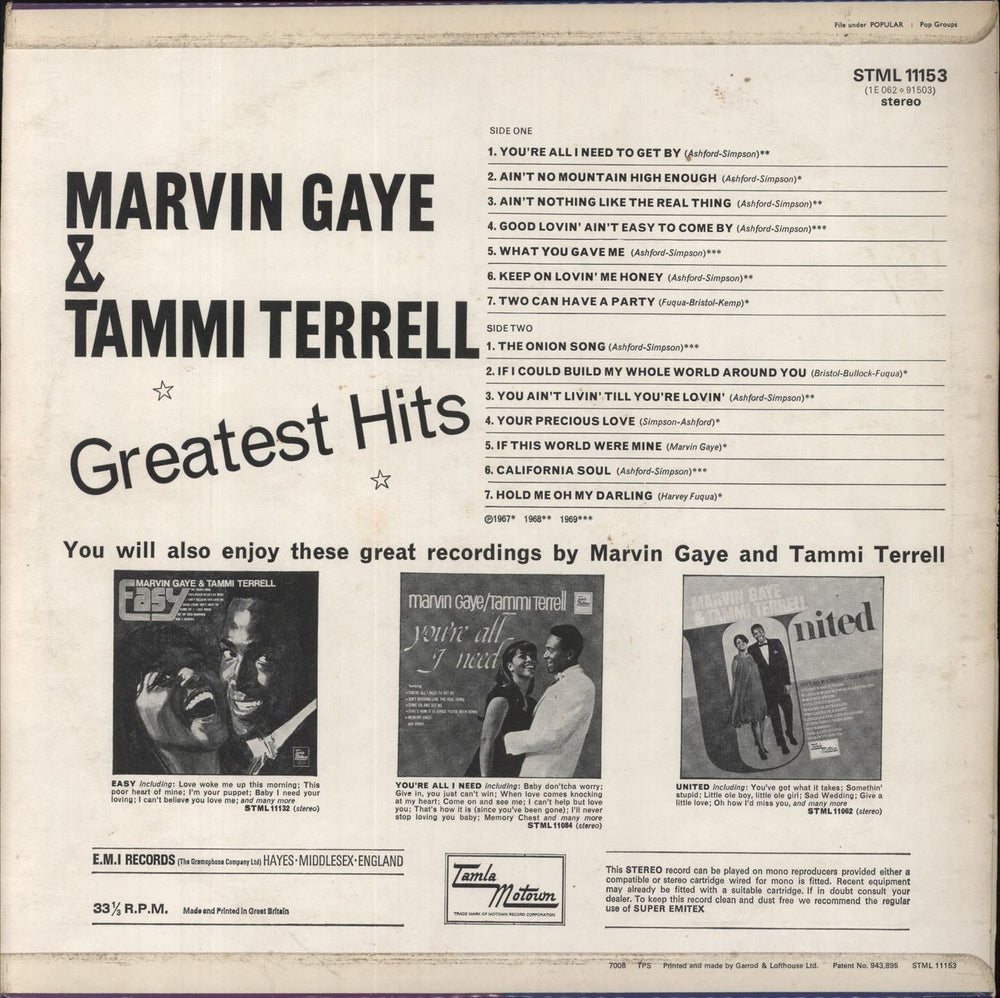 File under POPULAR : Pop Groups
STML 11153
(1E 062 o 91503)
stereo
MARVIN GAYE
&
TAMMI TERRELL
Greatest Hits
SIDE ONE
1. YOU'RE ALL I NEED TO GET BY (Ashford-Simpson)**
2. AIN'T NO MOUNTAIN HIGH ENOUGH (Ashford-Simpson)*
3. AIN'T NOTHING LIKE THE REAL THING (Ashford-Simpson)**
4. GOOD LOVIN' AIN'T EASY TO COME BY (Ashford-Simpson)***
5. WHAT YOU GAVE ME (Ashford-Simpson)***
6. KEEP ON LOVIN' ME HONEY (Ashford-Simpson)**
7. TWO CAN HAVE A PARTY (Fuqua-Bristol-Kemp)*
SIDE TWO
1. THE ONION SONG (Ashford-Simpson)***
2. IF I COULD BUILD MY WHOLE WORLD AROUND YOU (Bristol-Bullock-Fuqua)*
3. YOU AIN'T LIVIN' TILL YOU'RE LOVIN' (Ashford-Simpson)**
4. YOUR PRECIOUS LOVE (Simpson-Ashford)*
5. IF THIS WORLD WERE MINE (Marvin Gaye)*
6. CALIFORNIA SOUL (Ashford-Simpson)***
7. HOLD ME OH MY DARLING (Harvey Fuqua)*
℗1967* 1968** 1969***
You will also enjoy these great recordings by Marvin Gaye and Tammi Terrell
MARVIN GAYE & TAMMI TERRELL
Easy
marvin gaye/tammi terrell
you're all
I need
MARVIN GAYE
& TAMMI TERRELL
United
EASY including: Love woke me up this morning; This
poor heart of mine; I'm your puppet; Baby I need your
loving; I can't believe you love me; and many more
STML 11132 (stereo)
YOU'RE ALL I NEED including: Baby don'tcha worry;
Give in, you just can't win; When love comes knocking
at my heart; Come on and see me; I can't help but love
you; That's how it is (since you've been gone); I'll never
stop loving you baby; Memory Chest and many more
STML 11084 (stereo)
UNITED including: You've got what it takes; Somethin'
stupid; Little ole boy, little ole girl; Sad Wedding; Give a
little love; Oh how I'd miss you, and many more
STML 11062 (stereo)
E.M.I RECORDS (The Gramophone Company Ltd) HAYES·MIDDLESEX·ENGLAND
33⅓ R.P.M. Made and Printed in Great Britain
Tamla
Motown
TRADE MARK OF MOTOWN RECORD CORPORATION
This STEREO record can be played on mono reproducers provided either a
compatible or stereo cartridge wired for mono is fitted. Recent equipment
may already be fitted with a suitable cartridge. If in doubt consult your
dealer. To keep this record clean and dust free we recommend the regular
use of SUPER EMITEX
7008 TPS Printed and made by Garrod & Lofthouse Ltd. Patent No. 943,895 STML 11153